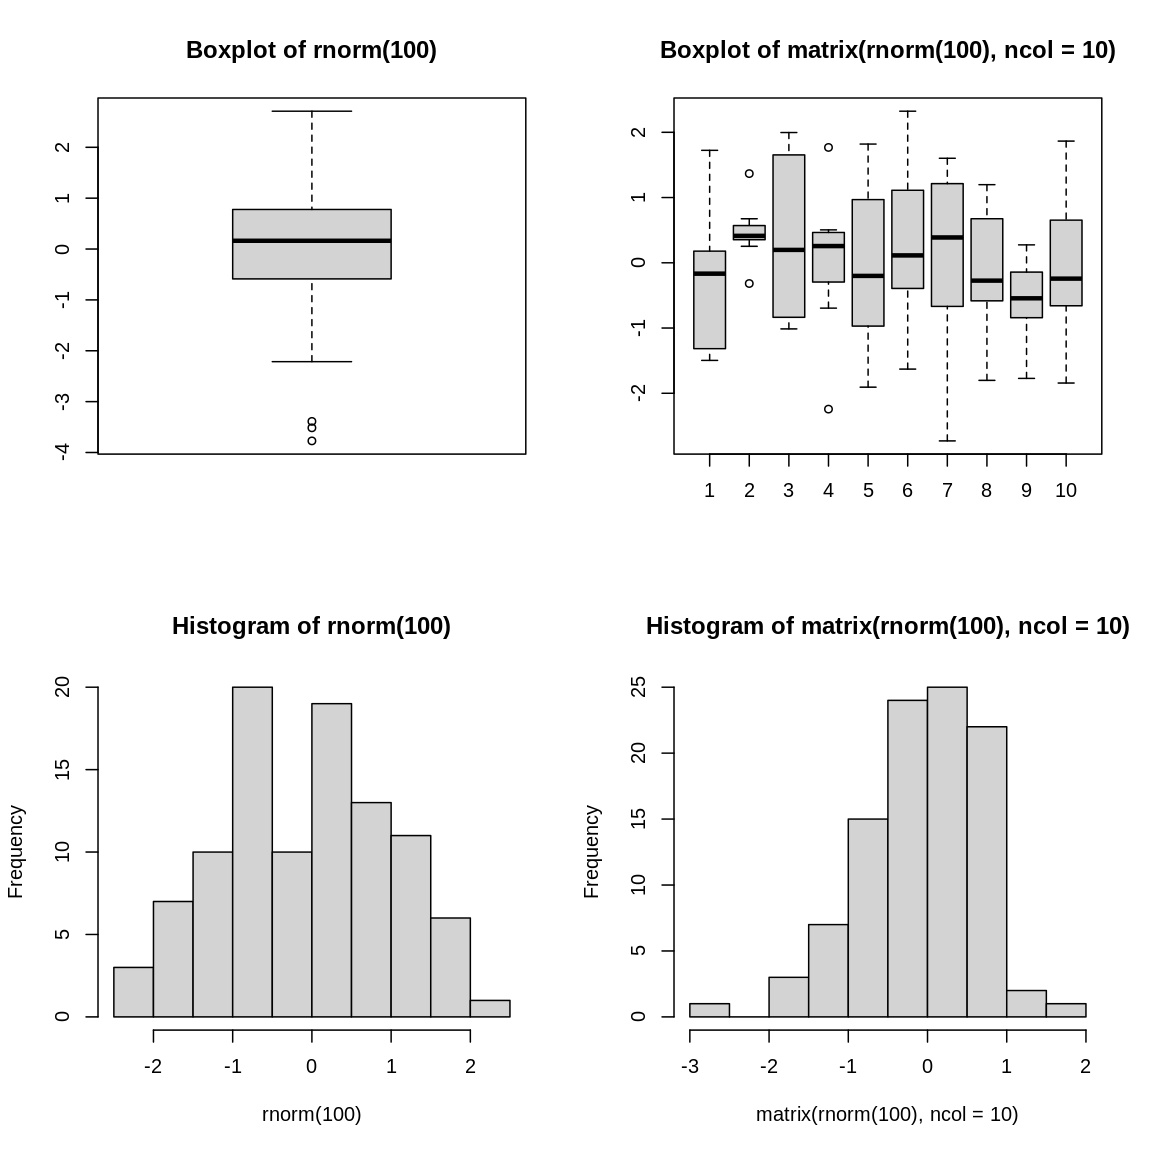 Boxplot of rnorm(100)
2
1
0
-1
-2
-3
-4
Boxplot of matrix(rnorm(100), ncol = 10)
2
1
0
-1
-2
1 2 3 4 5 6 7 8 9 10
Histogram of rnorm(100)
Frequency
20
15
10
5
0
-2 -1 0 1 2
rnorm(100)
Histogram of matrix(rnorm(100), ncol = 10)
Frequency
25
20
15
10
5
0
-3 -2 -1 0 1 2
matrix(rnorm(100), ncol = 10)